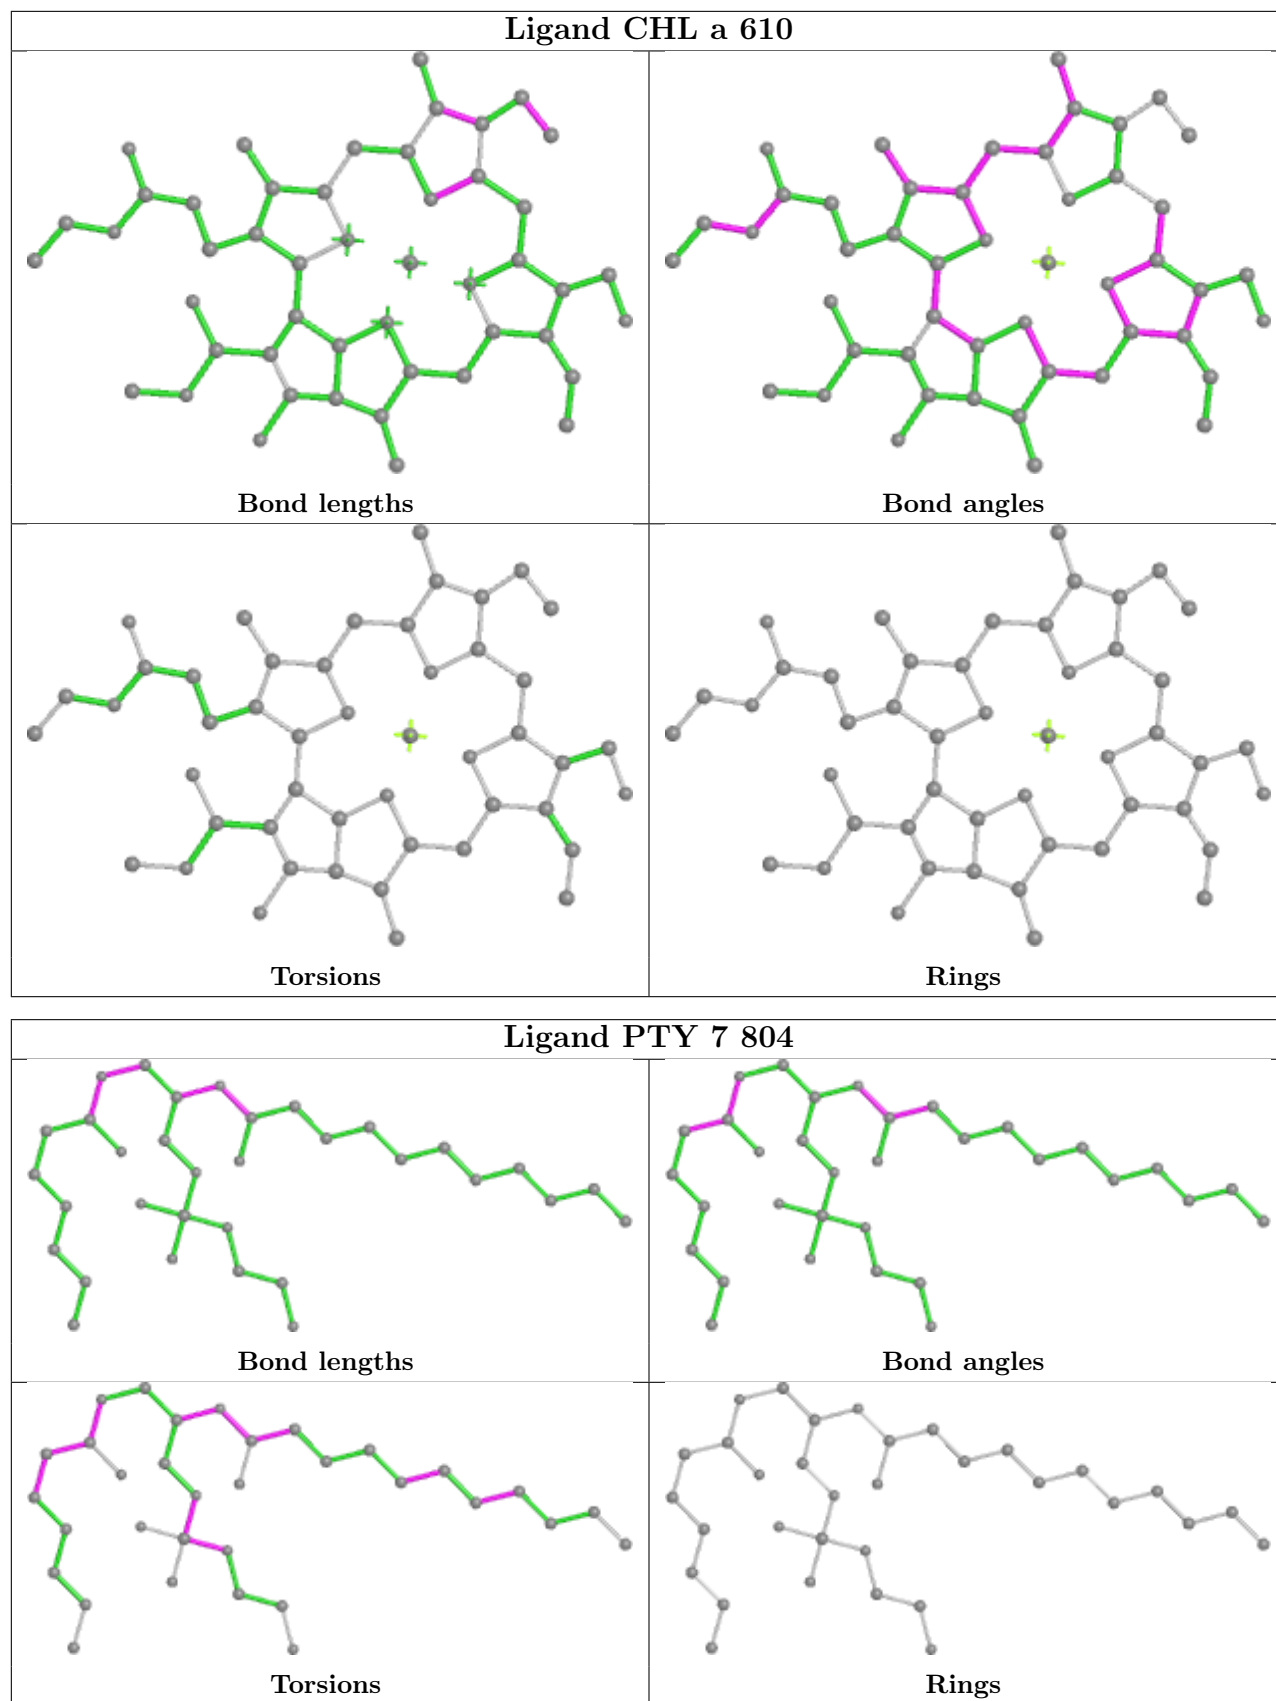 Ligand CHL a 610
Bond lengths
Bond angles
Torsions
Rings
Ligand PTY 7 804
Bond lengths
Bond angles
Torsions
Rings